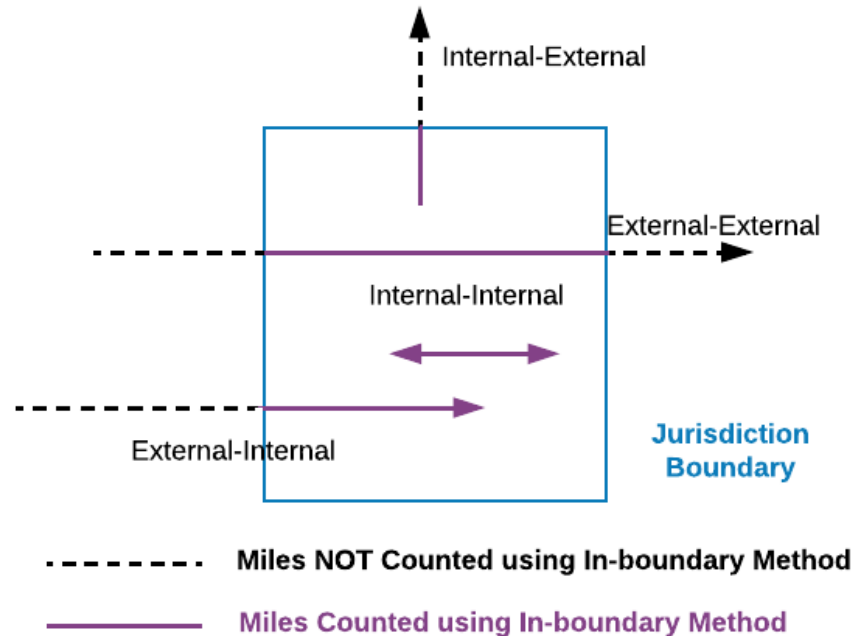 Internal-External
External-External
Internal-Internal
External-Internal
Jurisdiction
Boundary
Miles NOT Counted using In-boundary Method
Miles Counted using In-boundary Method